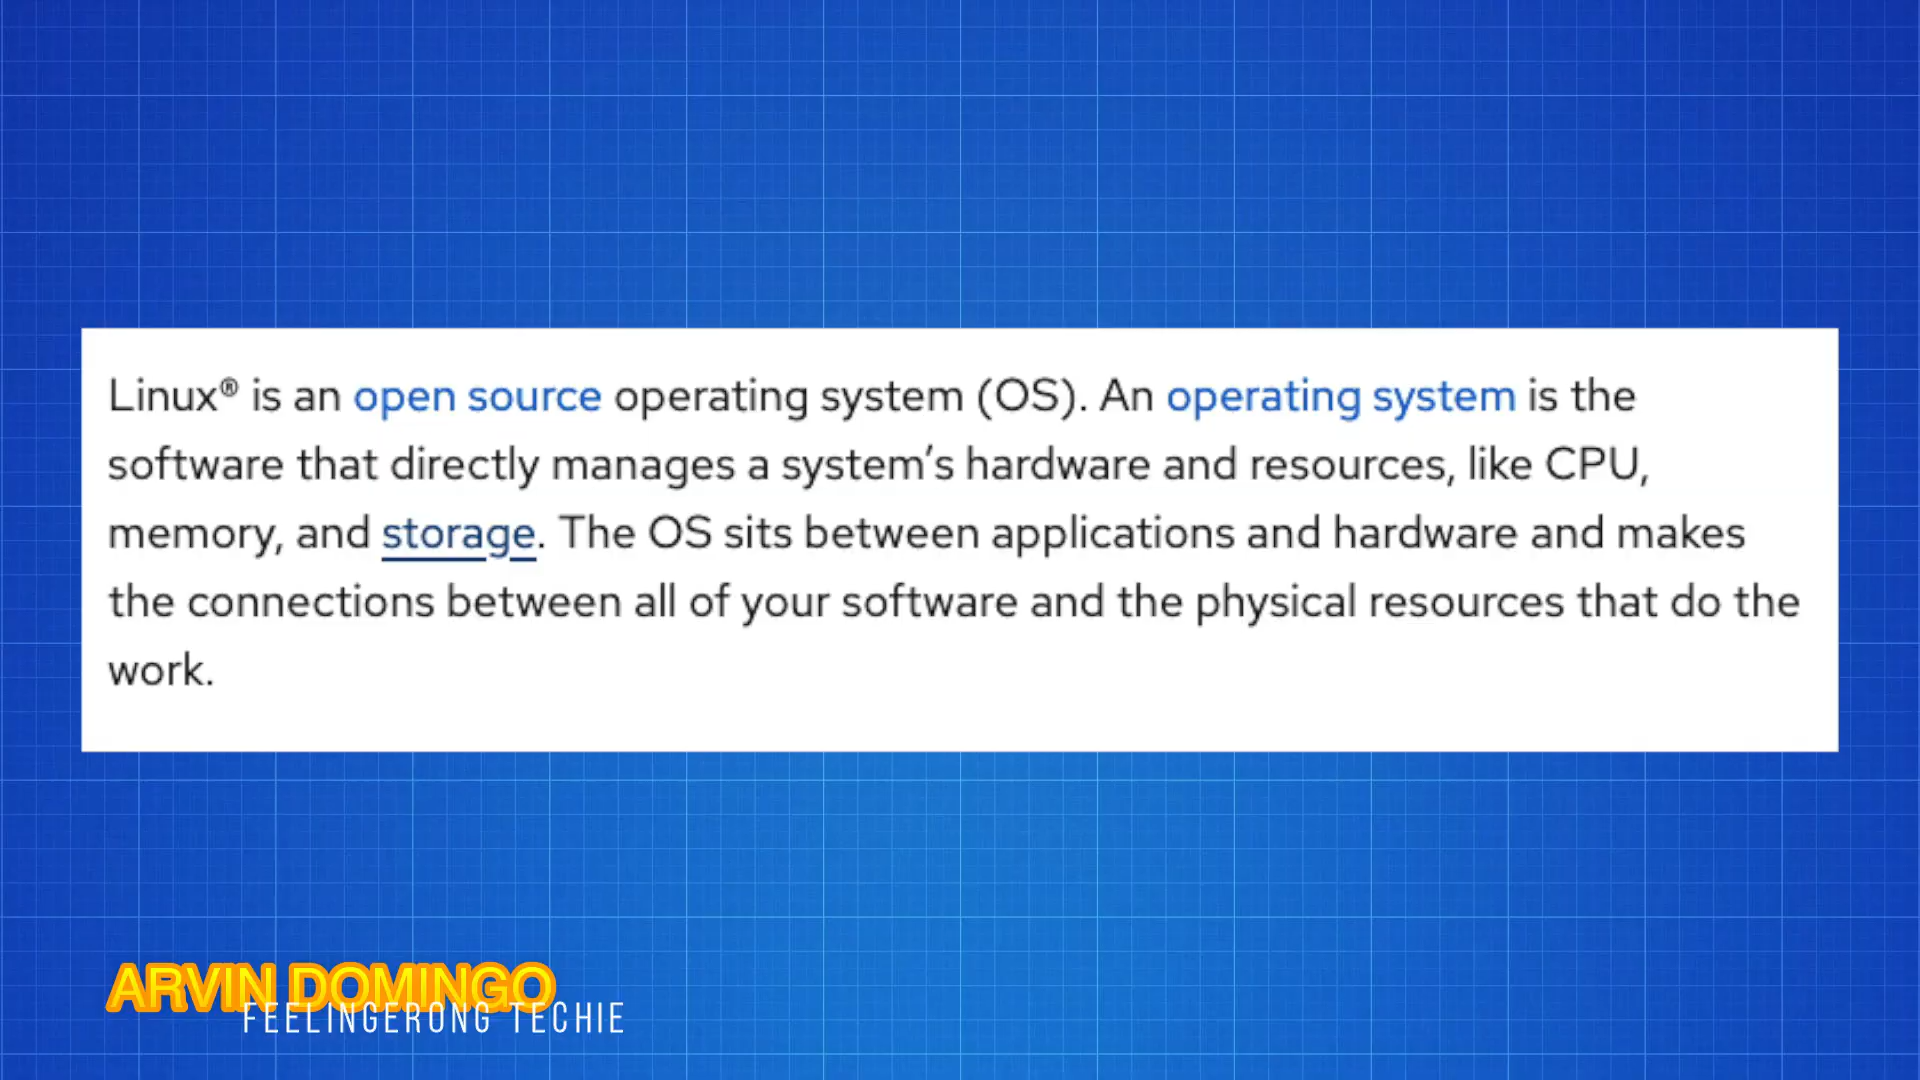 Linux® is an open source operating system (OS). An operating system is the
software that directly manages a system’s hardware and resources, like CPU,
memory, and storage. The OS sits between applications and hardware and makes
the connections between all of your software and the physical resources that do the
work.
ARVIN DOMINGO
FEELINGERONG TECHIE